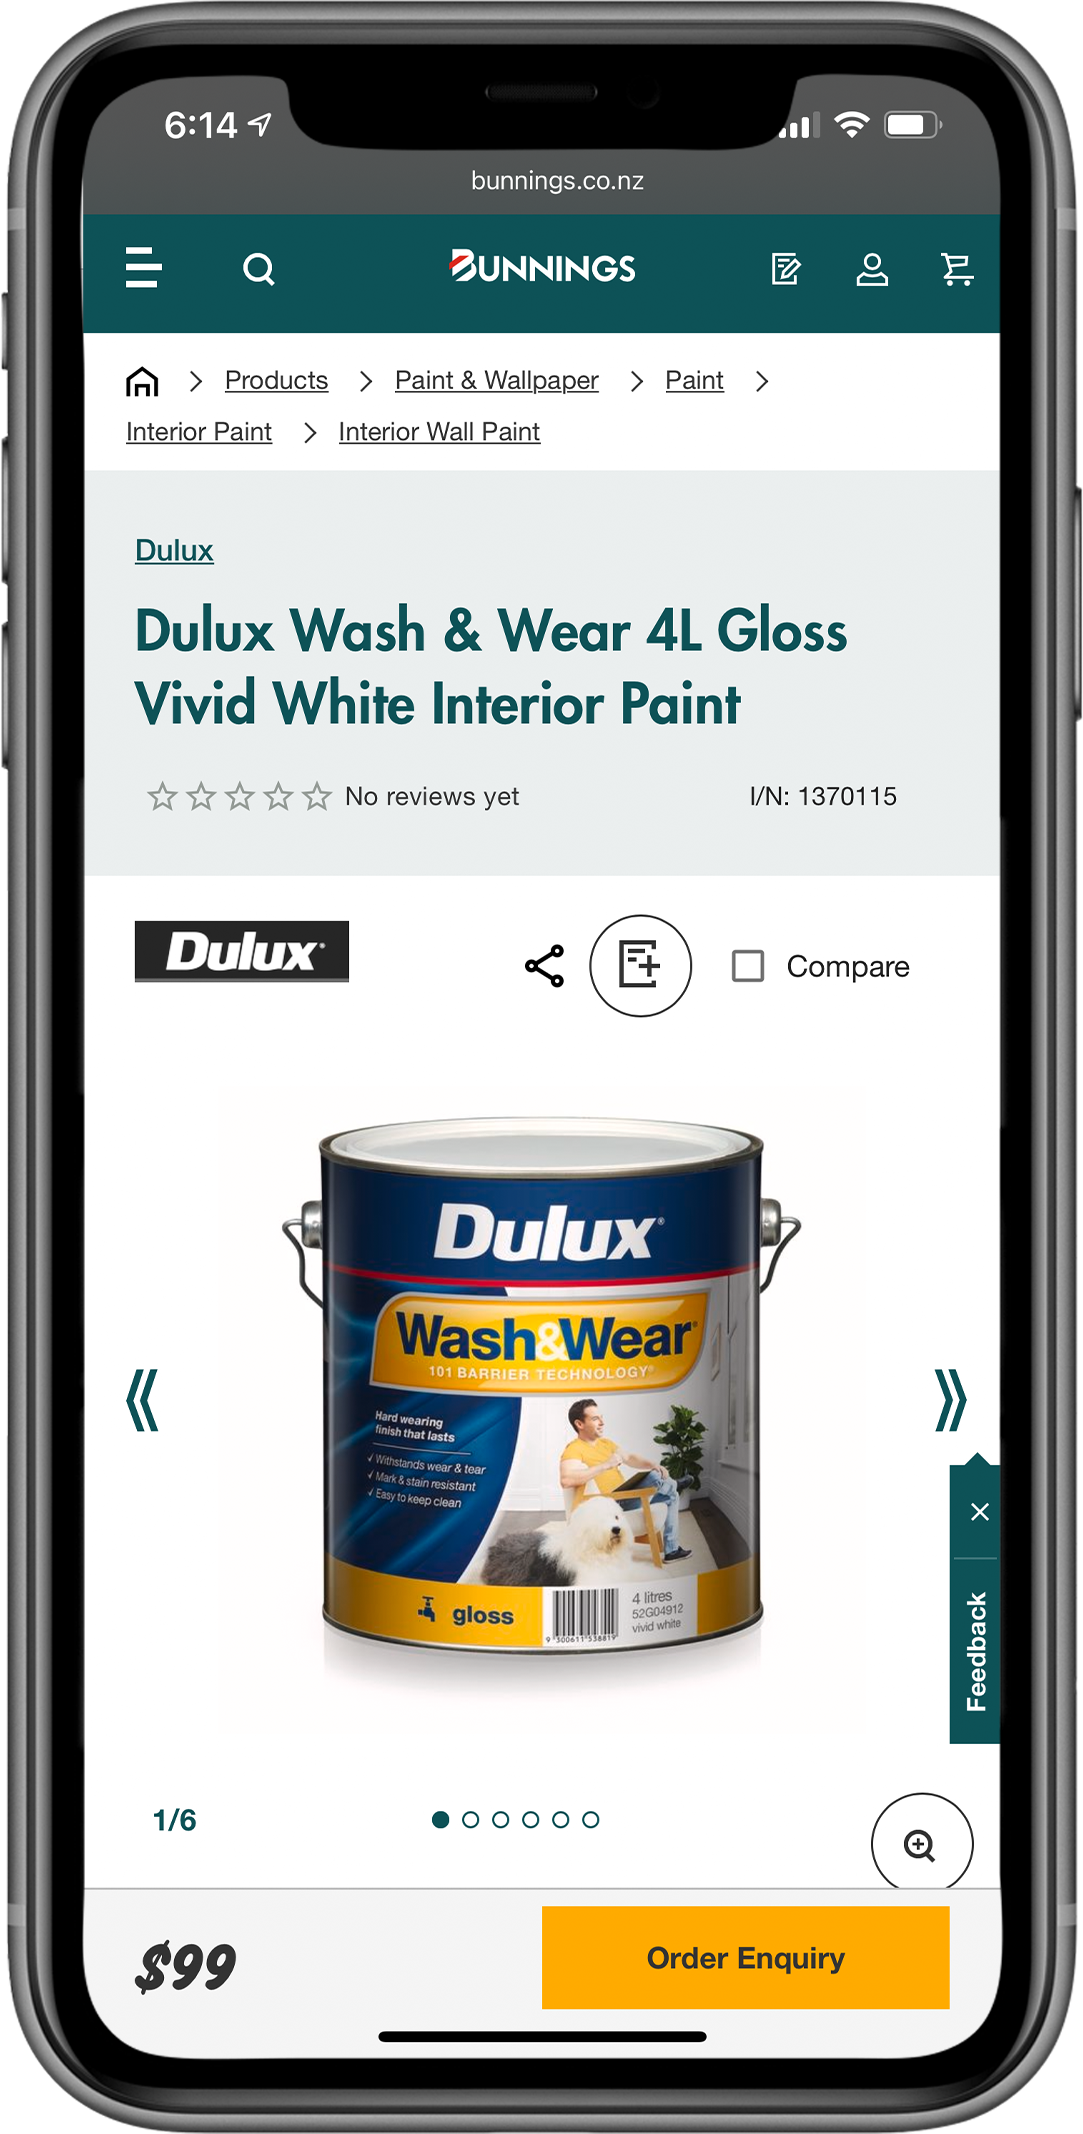 6:14
bunnings.co.nz
BUNNINGS
Products
Paint & Wallpaper
Paint
Interior Paint
Interior Wall Paint
Dulux
Dulux Wash & Wear 4L Gloss
Vivid White Interior Paint
No reviews yet
I/N: 1370115
Dulux
Compare
Dulux®
Wash&Wear®
101 BARRIER TECHNOLOGY®
Hard wearing
finish that lasts
✓ Withstands wear & tear
✓ Mark & stain resistant
✓ Easy to keep clean
gloss
9 300611 538819
4 litres
52G04912
vivid white
Feedback
1/6
$99
Order Enquiry